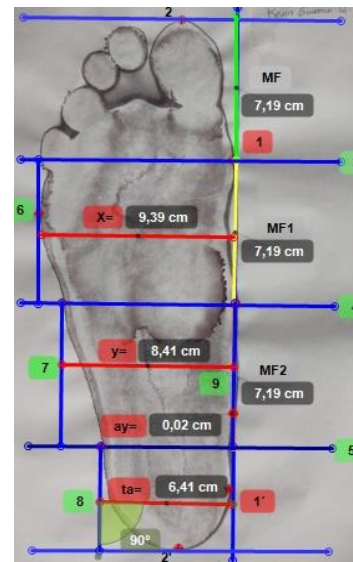 2
MF
7,19 cm
1
6
X= 9,39 cm
MF1
7,19 cm
y= 8,41 cm
7
9
MF2
7,19 cm
ay= 0,02 cm
5
ta= 6,41 cm
8
1´
90º
2'